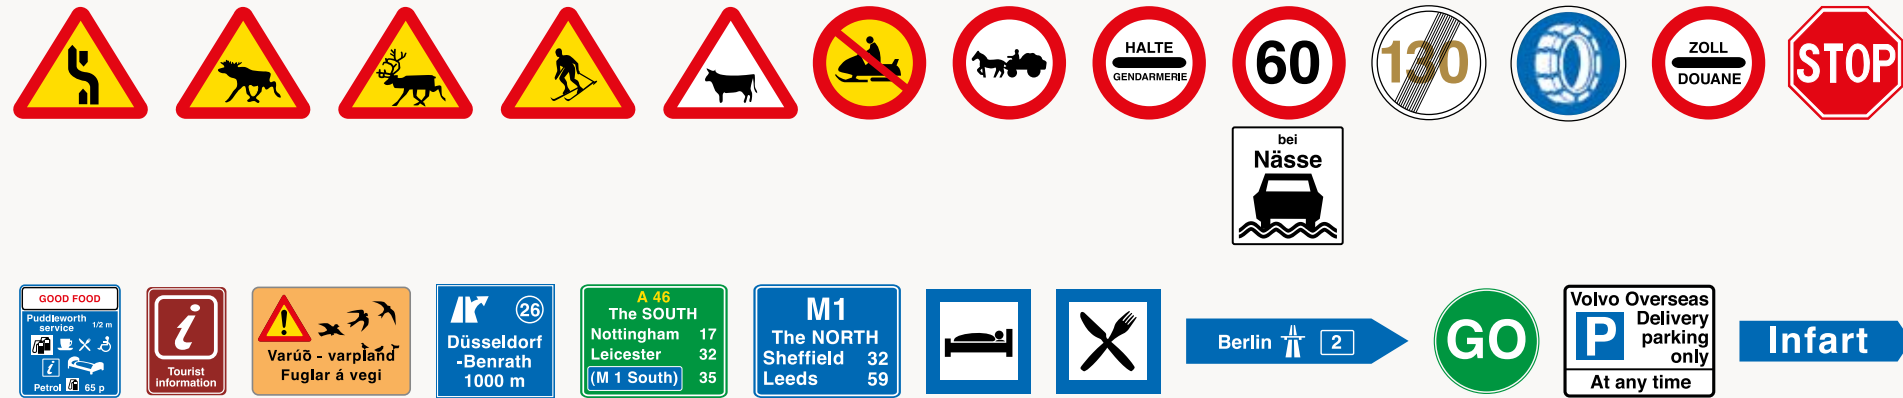 HALTE
GENDARMERIE
60
130
ZOLL
DOUANE
STOP
bei
Nässe
GOOD FOOD
Puddleworth
service 1/2 m
i
Petrol 65 p
i
Tourist
information
Varúð - varpland
Fuglar á vegi
26
Düsseldorf
-Benrath
1000 m
A 46
The SOUTH
Nottingham 17
Leicester 32
(M 1 South) 35
M1
The NORTH
Sheffield 32
Leeds 59
Berlin 2
GO
Volvo Overseas
Delivery
P parking
only
At any time
Infart